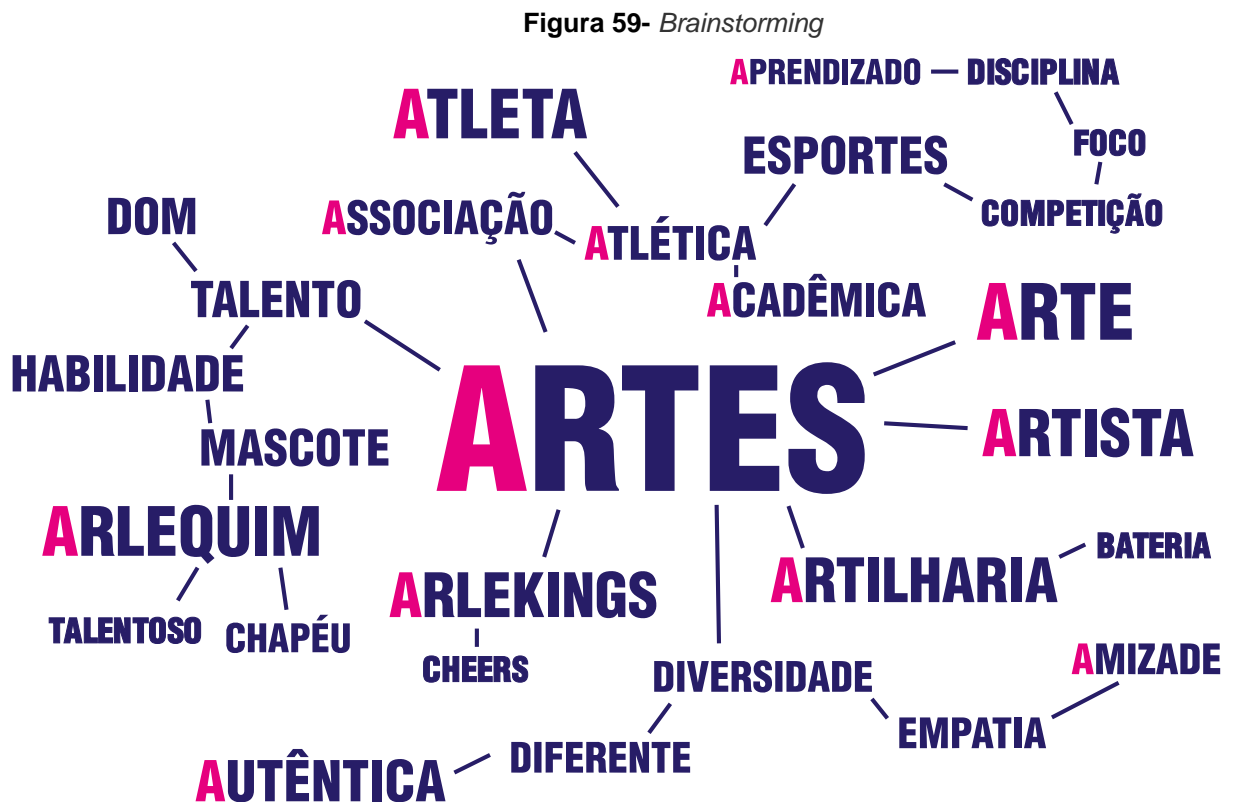 Figura 59- Brainstorming
APRENDIZADO
DISCIPLINA
ATLETA
FOCO
ESPORTES
DOM
ASSOCIAÇÃO
COMPETIÇÃO
ATLÉTICA
TALENTO
ACADÊMICA
ARTE
HABILIDADE
ARTES
MASCOTE
ARTISTA
ARLEQUIM
BATERIA
ARTILHARIA
ARLEKINGS
TALENTOSO
CHAPÉU
CHEERS
DIVERSIDADE
AMIZADE
EMPATIA
DIFERENTE
AUTÊNTICA